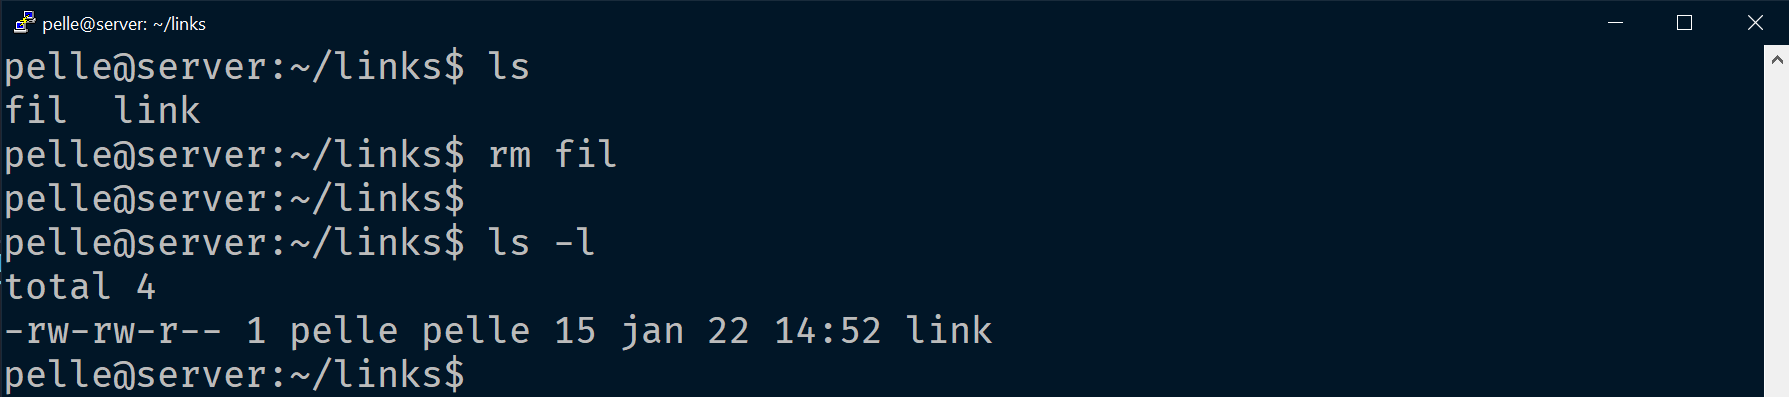 pelle@server: ~/links
pelle@server:~/links$ ls
fil  link
pelle@server:~/links$ rm fil
pelle@server:~/links$
pelle@server:~/links$ ls -l
total 4
-rw-rw-r-- 1 pelle pelle 15 jan 22 14:52 link
pelle@server:~/links$